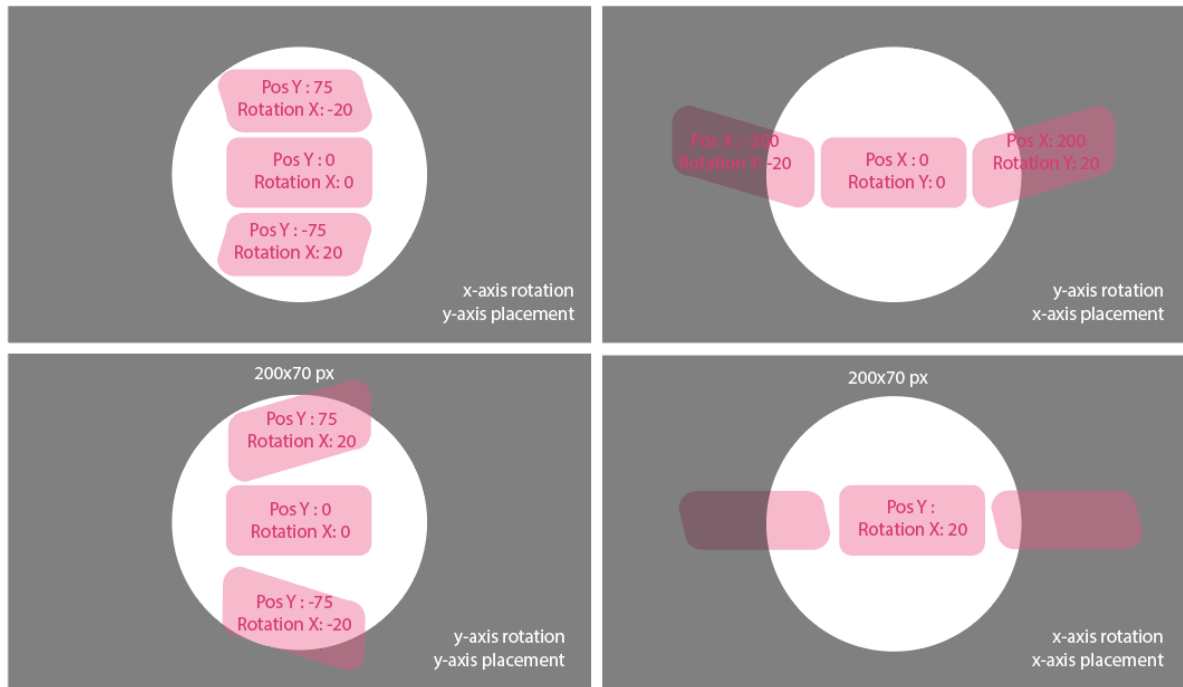 Pos Y : 75
Rotation X: -20
Pos Y : 0
Rotation X: 0
Pos Y : -75
Rotation X: 20
x-axis rotation
y-axis placement
Pos X : -200
Rotation Y: -20
Pos X : 0
Rotation Y: 0
Pos X: 200
Rotation Y: 20
y-axis rotation
x-axis placement
200x70 px
Pos Y : 75
Rotation X: 20
Pos Y : 0
Rotation X: 0
Pos Y : -75
Rotation X: -20
y-axis rotation
y-axis placement
200x70 px
Pos Y :
Rotation X: 20
x-axis rotation
x-axis placement